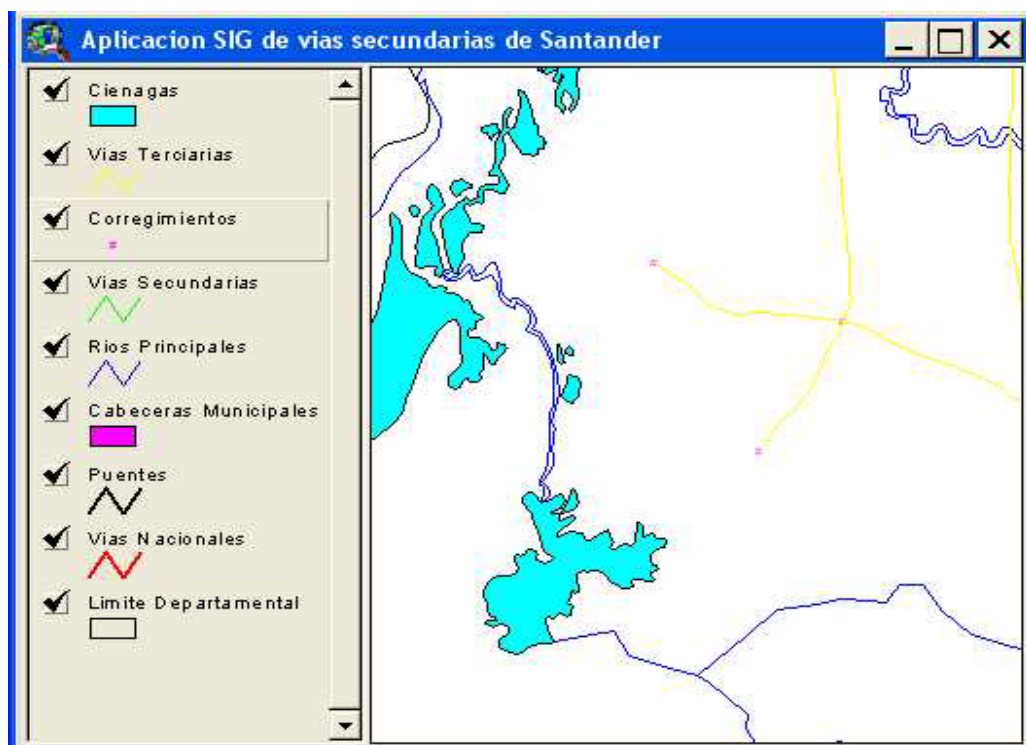 Aplicacion SIG de vias secundarias de Santander
Cienagas
Vias Terciarias
Corregimientos
Vias Secundarias
Rios Principales
Cabeceras Municipales
Puentes
Vias Nacionales
Limite Departamental